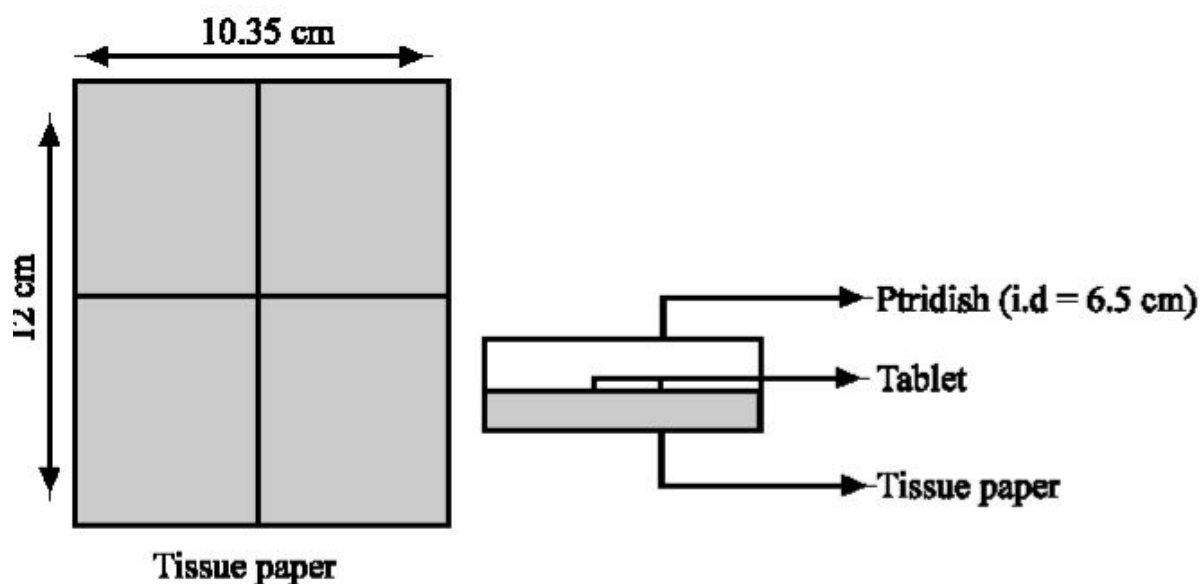 10.35 cm
12 cm
Ptridish (i.d = 6.5 cm)
Tablet
Tissue paper
Tissue paper